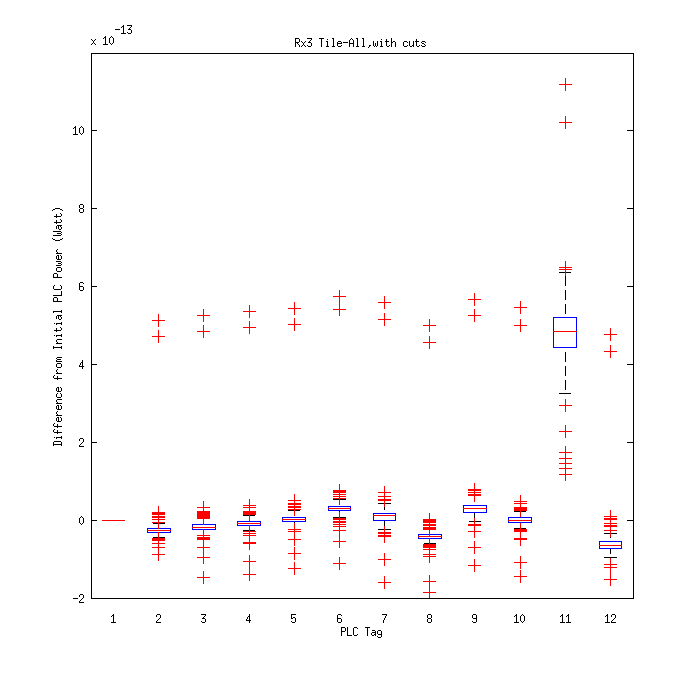 x 10^-13
Rx3 Tile-All,with cuts
Difference from Initial PLC Power (Watt)
10
8
6
4
2
0
-2
1 2 3 4 5 6 7 8 9 10 11 12
PLC Tag